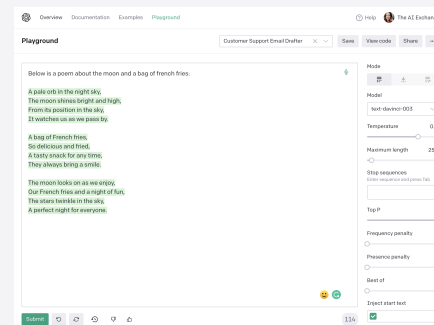 Overview Documentation Examples Playground
Help The AI Exchan
Playground
Customer Support Email Drafter
Save View code Share
Below is a poem about the moon and a bag of french fries:
A pale orb in the night sky,
The moon shines bright and high,
From its position in the sky,
It watches us as we pass by.
A bag of French fries,
So delicious and fried,
A tasty snack for any time,
They always bring a smile.
The moon looks on as we enjoy,
Our French fries and a night of fun,
The stars twinkle in the sky,
A perfect night for everyone.
Mode
Model
text-davinci-003
Temperature 0.
Maximum length 25
Stop sequences
Enter sequence and press Tab
Top P
Frequency penalty
Presence penalty
Best of
Inject start text
Submit
114